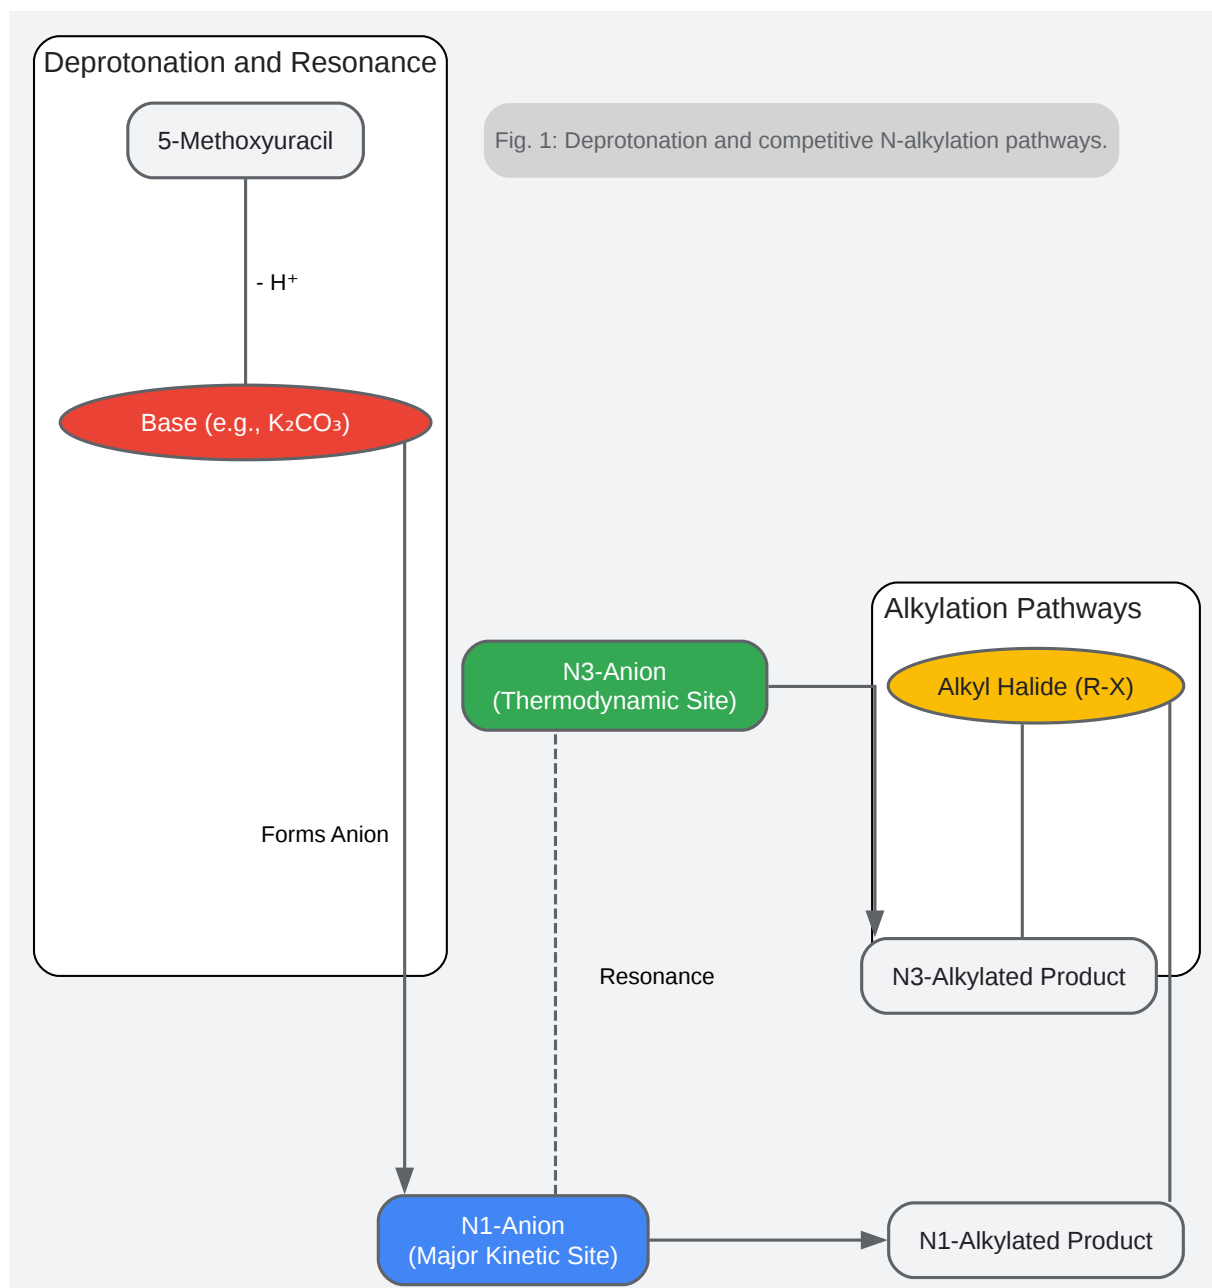 Deprotonation and Resonance
5-Methoxyuracil
Fig. 1: Deprotonation and competitive N-alkylation pathways.
- H⁺
Base (e.g., K₂CO₃)
Alkylation Pathways
N3-Anion
(Thermodynamic Site)
Alkyl Halide (R-X)
Forms Anion
Resonance
N3-Alkylated Product
N1-Anion
(Major Kinetic Site)
N1-Alkylated Product